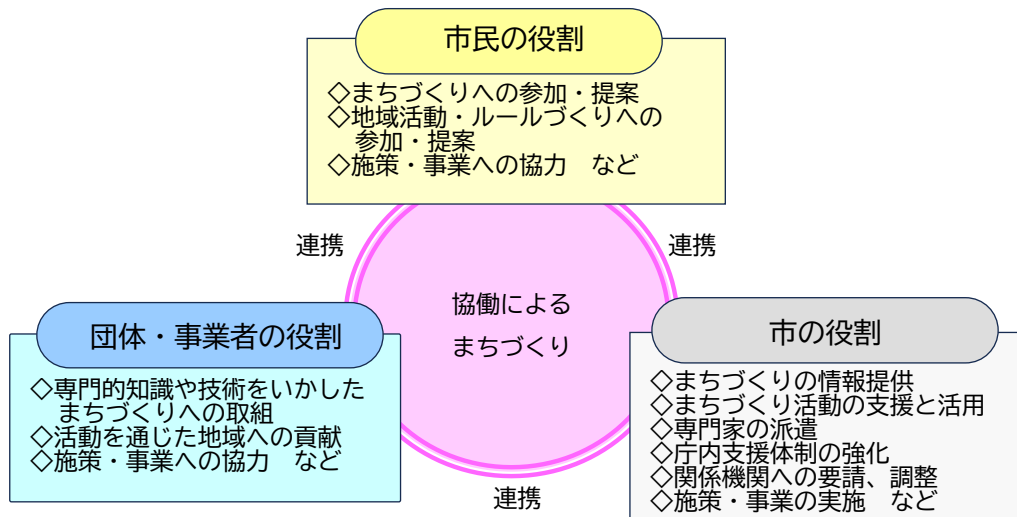 市民の役割
◇まちづくりへの参加・提案
◇地域活動・ルールづくりへの
参加・提案
◇施策・事業への協力　など
連携
連携
協働による
まちづくり
団体・事業者の役割
◇専門的知識や技術をいかした
まちづくりへの取組
◇活動を通じた地域への貢献
◇施策・事業への協力　など
市の役割
◇まちづくりの情報提供
◇まちづくり活動の支援と活用
◇専門家の派遣
◇庁内支援体制の強化
◇関係機関への要請、調整
◇施策・事業の実施　など
連携